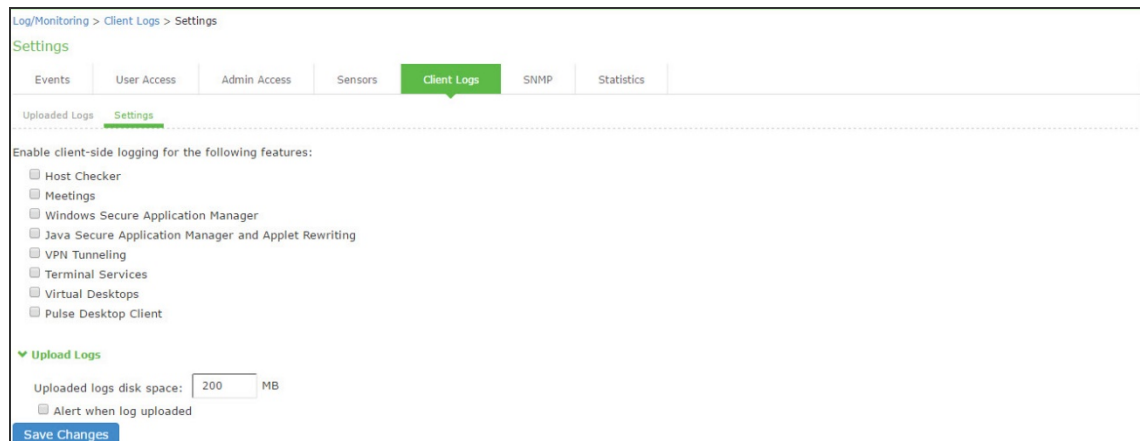 Log/Monitoring > Client Logs > Settings
Settings
Events User Access Admin Access Sensors Client Logs SNMP Statistics
Uploaded Logs Settings
Enable client-side logging for the following features:
Host Checker
Meetings
Windows Secure Application Manager
Java Secure Application Manager and Applet Rewriting
VPN Tunneling
Terminal Services
Virtual Desktops
Pulse Desktop Client
Upload Logs
Uploaded logs disk space: 200 MB
Alert when log uploaded
Save Changes